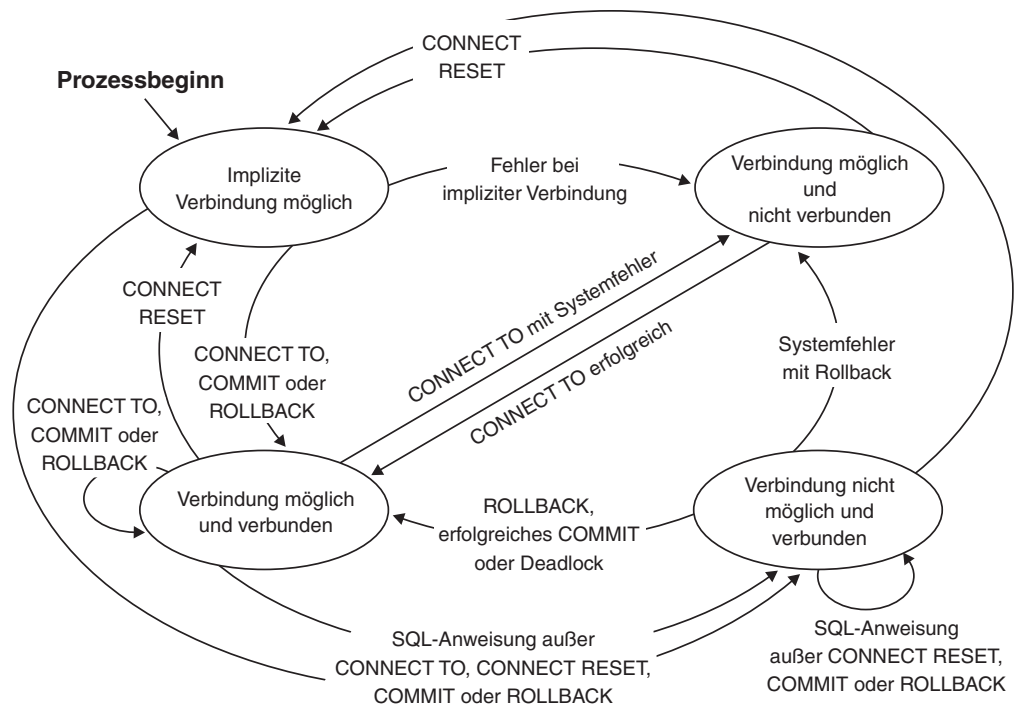 CONNECT
RESET
Prozessbeginn
Implizite
Verbindung möglich
Fehler bei
impliziter Verbindung
Verbindung möglich
und
nicht verbunden
CONNECT
RESET
CONNECT TO mit Systemfehler
CONNECT TO erfolgreich
Systemfehler
mit Rollback
CONNECT TO,
COMMIT oder
ROLLBACK
CONNECT TO,
COMMIT oder
ROLLBACK
Verbindung möglich
und verbunden
ROLLBACK,
erfolgreiches COMMIT
oder Deadlock
Verbindung nicht
möglich und
verbunden
SQL-Anweisung außer
CONNECT TO, CONNECT RESET,
COMMIT oder ROLLBACK
SQL-Anweisung
außer CONNECT RESET,
COMMIT oder ROLLBACK